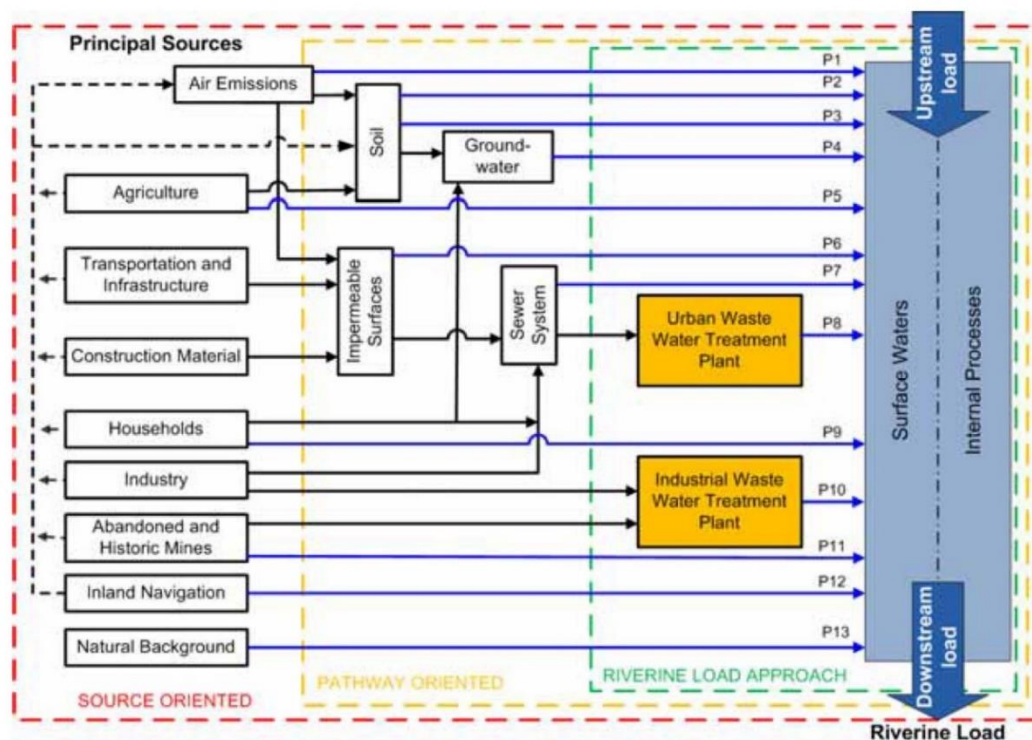 Principal Sources
Air Emissions
Soil
Ground-
water
Agriculture
Transportation and
Infrastructure
Impermeable
Surfaces
Sewer
System
Construction Material
Urban Waste
Water Treatment
Plant
Households
Industry
Industrial Waste
Water Treatment
Plant
Abandoned and
Historic Mines
Inland Navigation
Natural Background
P1
P2
P3
P4
P5
P6
P7
P8
P9
P10
P11
P12
P13
Upstream
load
Surface Waters
Internal Processes
Downstream
load
SOURCE ORIENTED
PATHWAY ORIENTED
RIVERINE LOAD APPROACH
Riverine Load